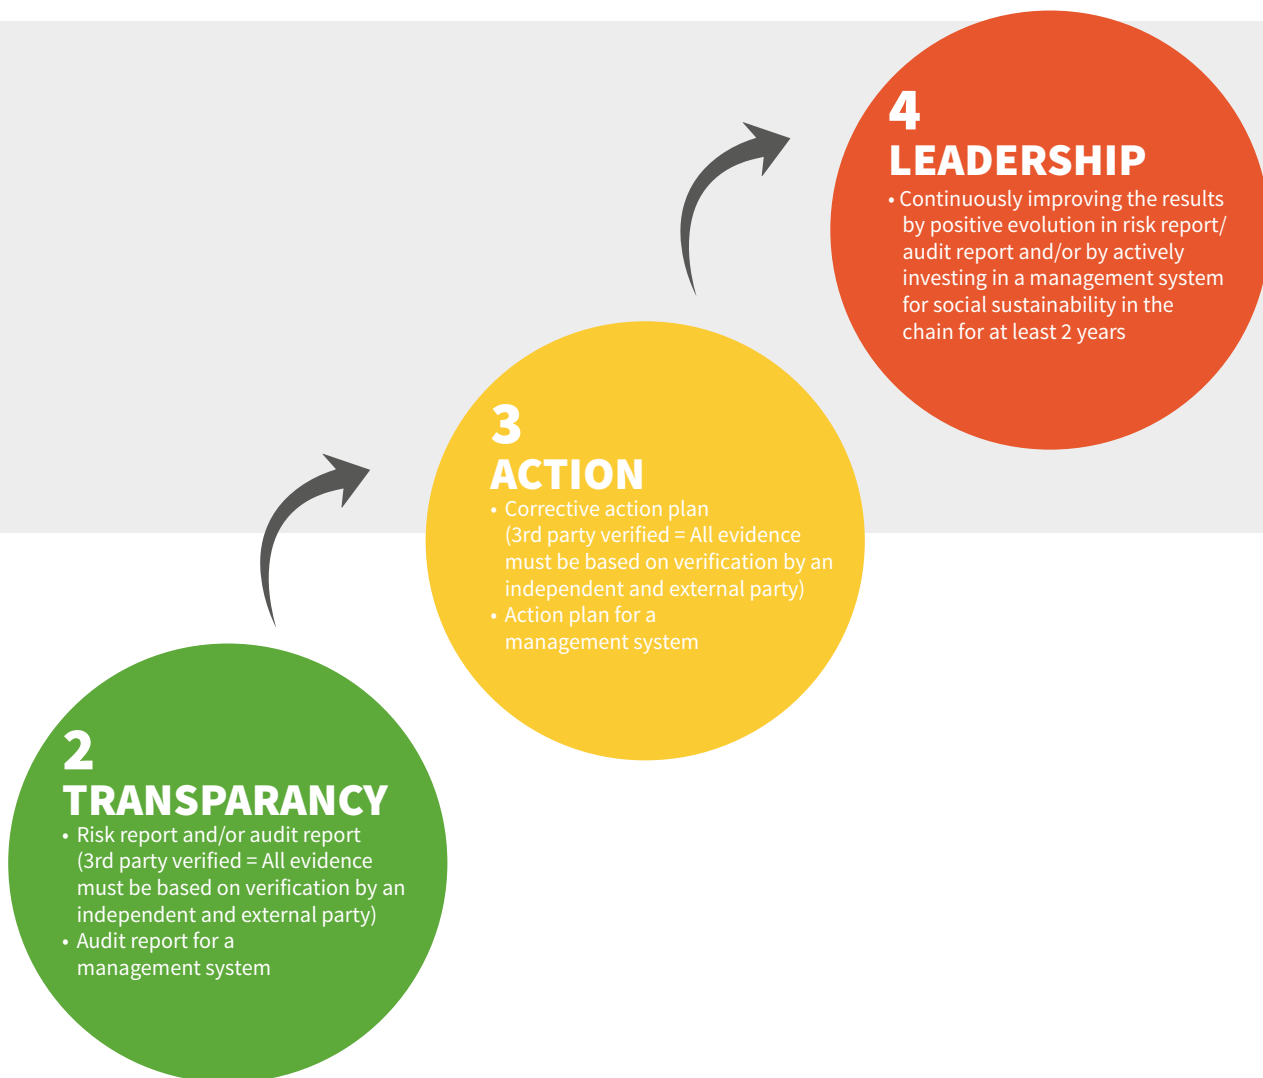 4
LEADERSHIP
• Continuously improving the results
by positive evolution in risk report/
audit report and/or by actively
investing in a management system
for social sustainability in the
chain for at least 2 years
3
ACTION
• Corrective action plan
(3rd party verified = All evidence
must be based on verification by an
independent and external party)
• Action plan for a
management system
2
TRANSPARANCY
• Risk report and/or audit report
(3rd party verified = All evidence
must be based on verification by an
independent and external party)
• Audit report for a
management system